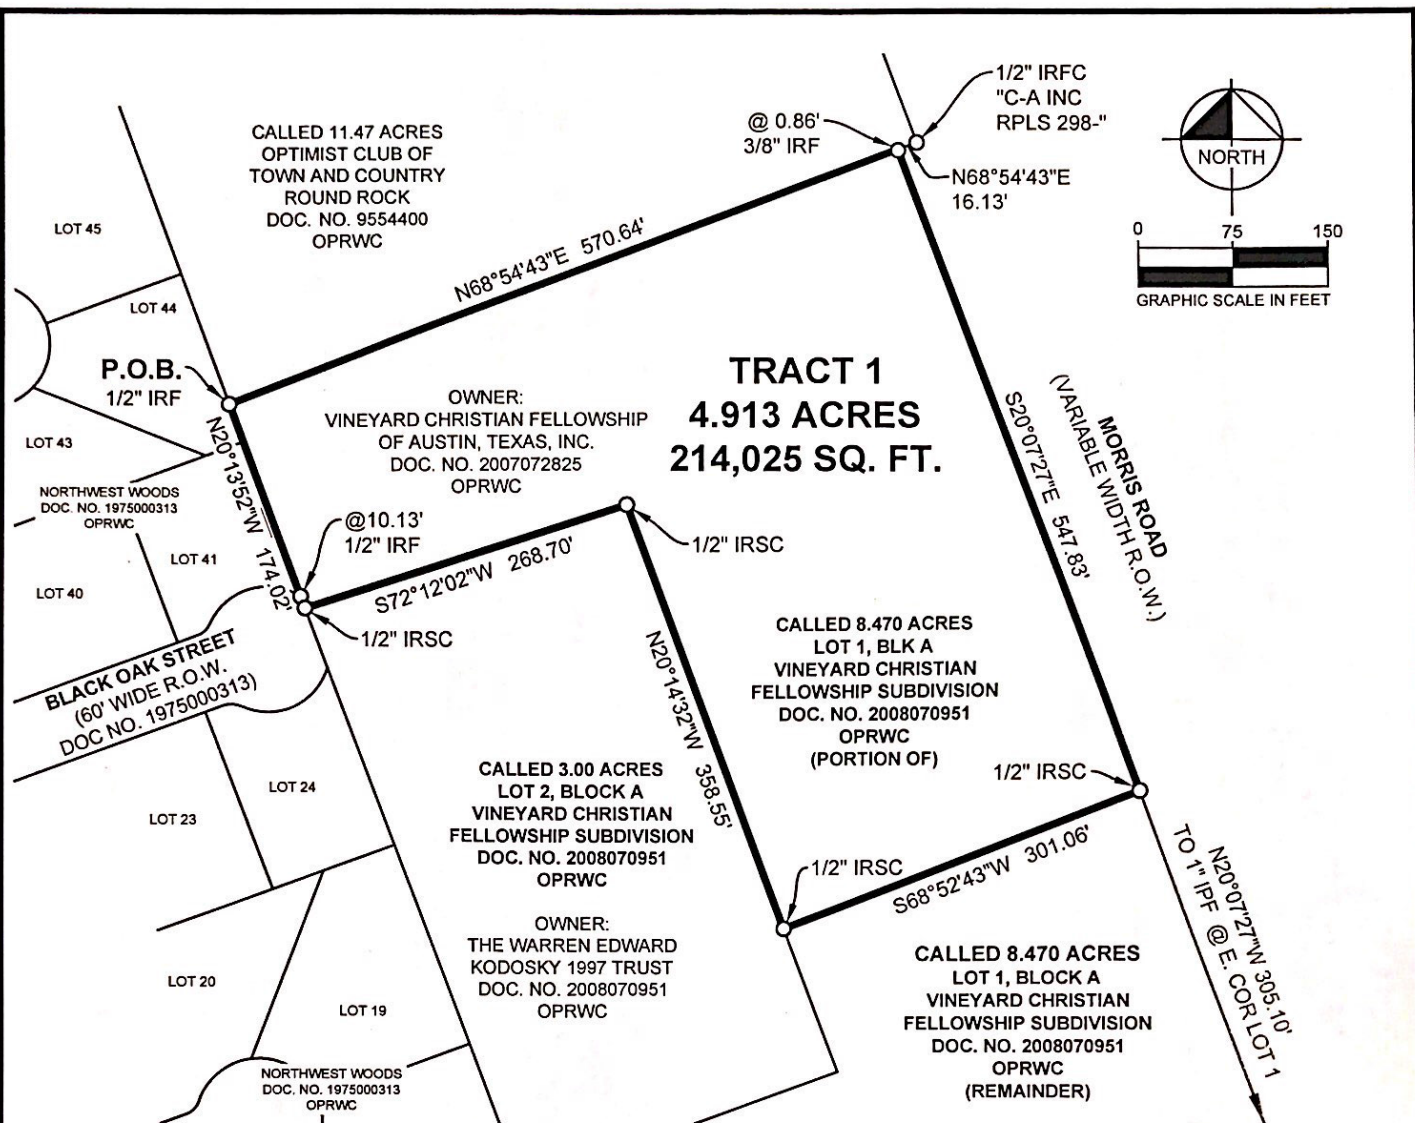 1/2" IRFC
"C-A INC
RPLS 298-"
@ 0.86'
3/8" IRF
N68°54'43"E
16.13'
NORTH
0 75 150
GRAPHIC SCALE IN FEET
CALLED 11.47 ACRES
OPTIMIST CLUB OF
TOWN AND COUNTRY
ROUND ROCK
DOC. NO. 9554400
OPRWC
LOT 45
LOT 44
N68°54'43"E 570.64'
P.O.B.
1/2" IRF
LOT 43
TRACT 1
4.913 ACRES
214,025 SQ. FT.
OWNER:
VINEYARD CHRISTIAN FELLOWSHIP
OF AUSTIN, TEXAS, INC.
DOC. NO. 2007072825
OPRWC
S20°07'27"E 547.83'
MORRIS ROAD
(VARIABLE WIDTH R.O.W.)
N20°13'52"W 174.02'
NORTHWEST WOODS
DOC. NO. 1975000313
OPRWC
@10.13'
1/2" IRF
LOT 41
LOT 40
1/2" IRSC
S72°12'02"W 268.70'
1/2" IRSC
BLACK OAK STREET
(60' WIDE R.O.W.
DOC NO. 1975000313)
N20°14'32"W 358.55'
CALLED 8.470 ACRES
LOT 1, BLK A
VINEYARD CHRISTIAN
FELLOWSHIP SUBDIVISION
DOC. NO. 2008070951
OPRWC
(PORTION OF)
1/2" IRSC
LOT 24
LOT 23
CALLED 3.00 ACRES
LOT 2, BLOCK A
VINEYARD CHRISTIAN
FELLOWSHIP SUBDIVISION
DOC. NO. 2008070951
OPRWC
OWNER:
THE WARREN EDWARD
KODOSKY 1997 TRUST
DOC. NO. 2008070951
OPRWC
1/2" IRSC
S68°52'43"W 301.06'
N20°07'27"W 305.10'
TO 1" IPF @ E. COR LOT 1
CALLED 8.470 ACRES
LOT 1, BLOCK A
VINEYARD CHRISTIAN
FELLOWSHIP SUBDIVISION
DOC. NO. 2008070951
OPRWC
(REMAINDER)
LOT 20
LOT 19
NORTHWEST WOODS
DOC. NO. 1975000313
OPRWC